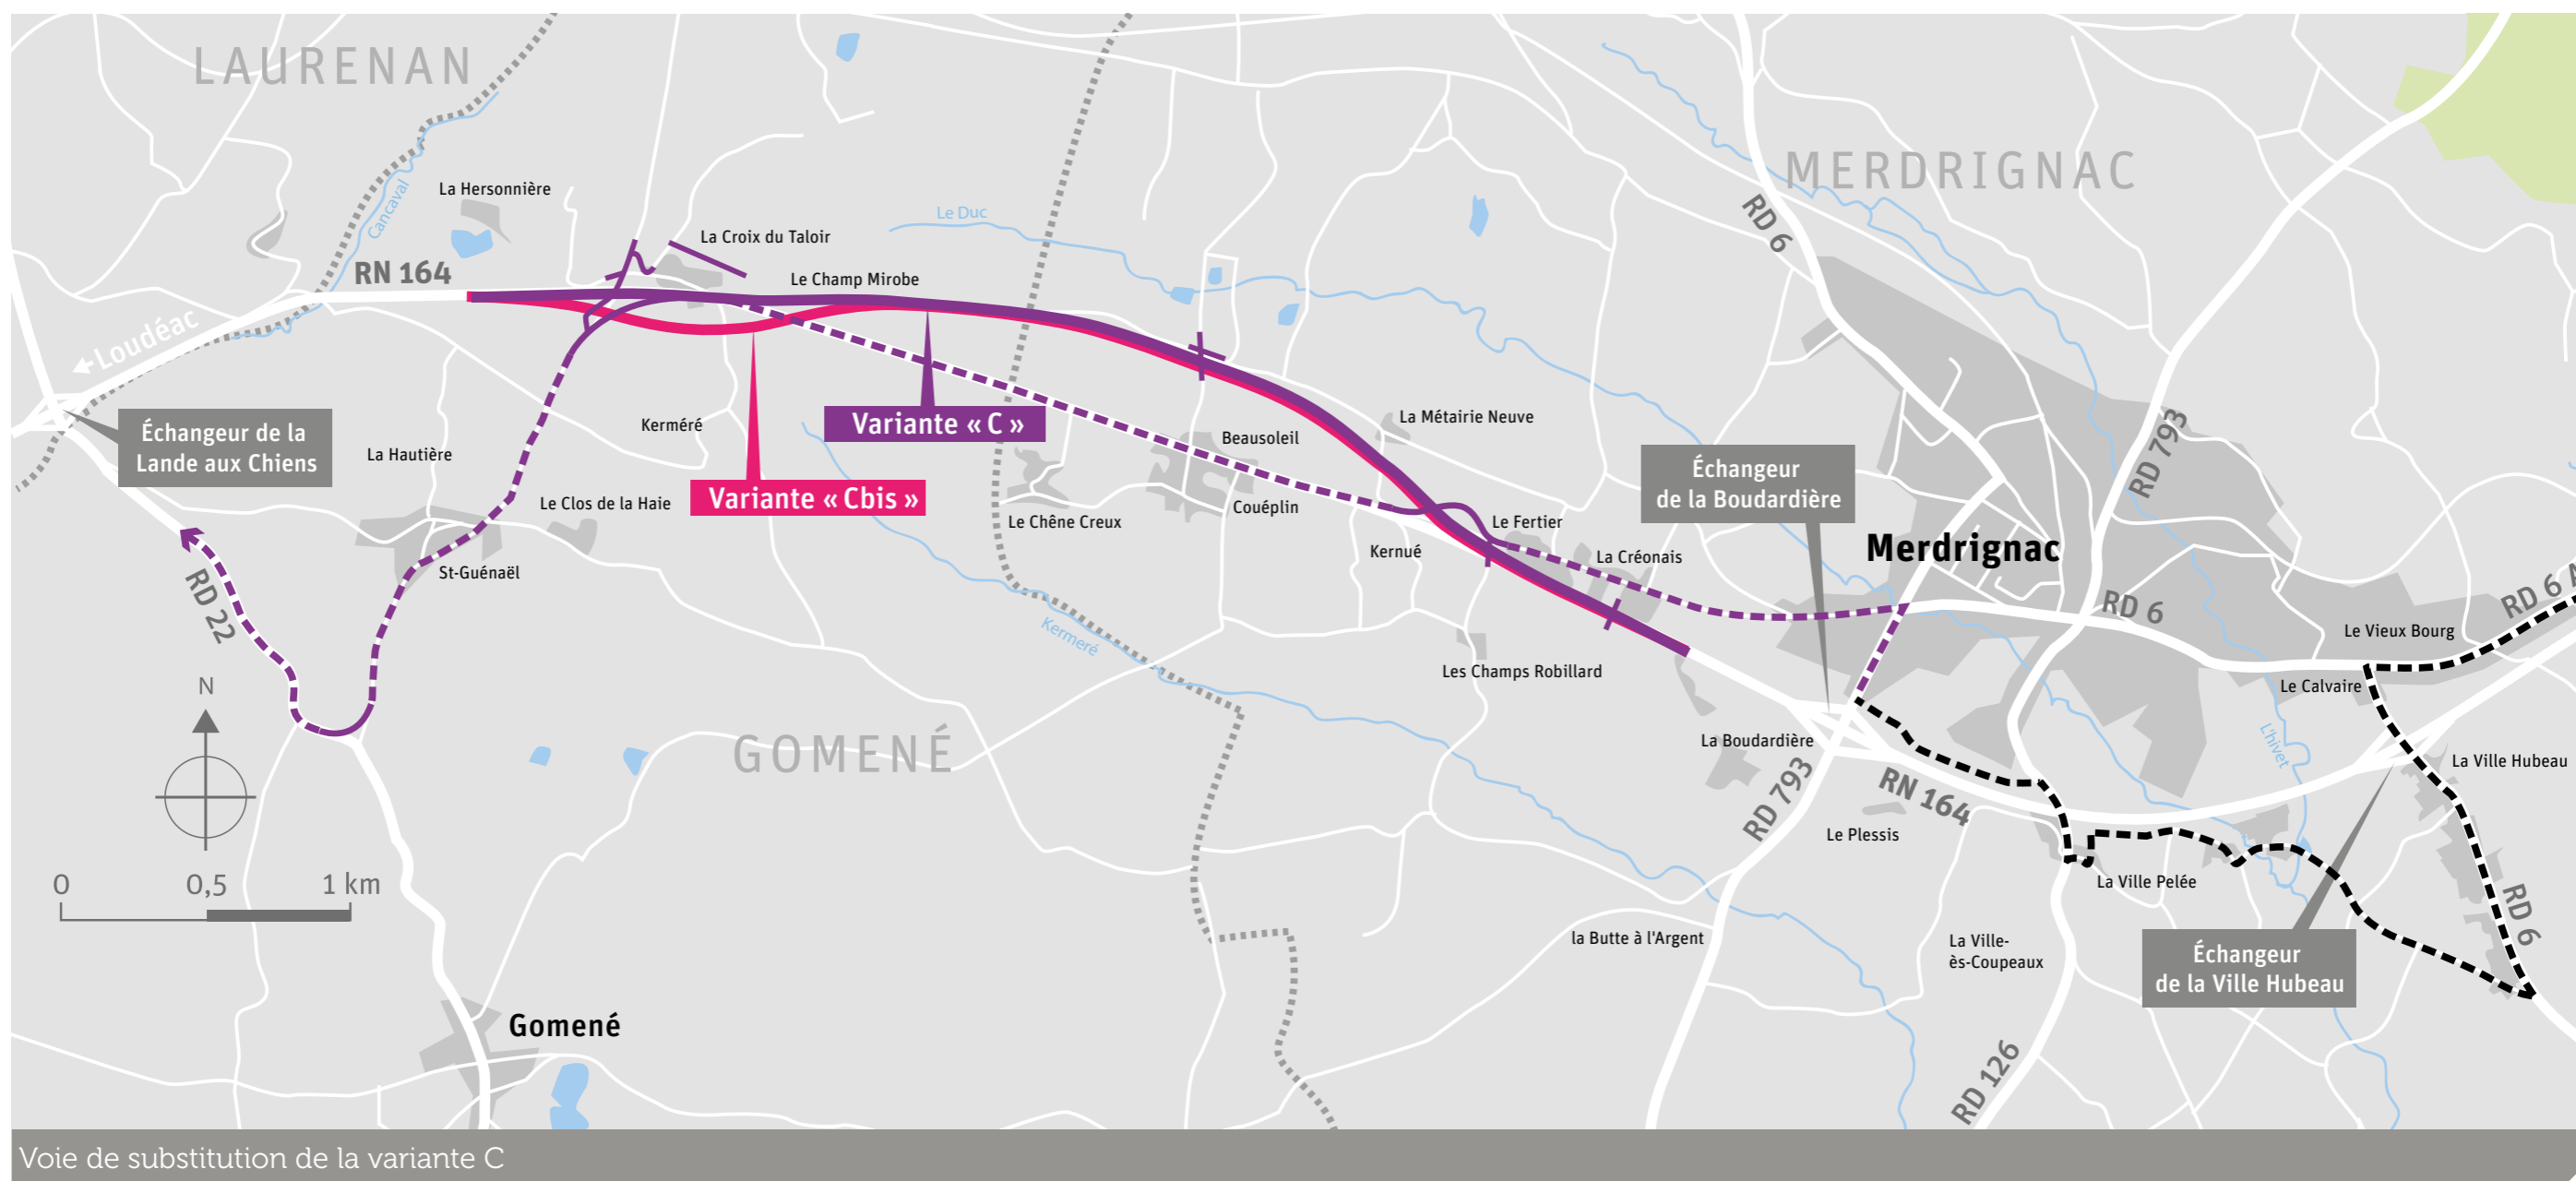 LAURENAN
La Hersonnière
Cancaval
RN 164
La Croix du Taloir
Le Champ Mirobe
Le Duc
MERDRIGNAC
RD 6
Loudéac
Échangeur de la
Lande aux Chiens
La Hautière
Kerméré
Variante « C »
Variante « Cbis »
Le Clos de la Haie
St-Guénaël
RD 22
Beausoleil
La Métairie Neuve
Couéplin
Le Chêne Creux
Kernué
Le Fertier
La Créonais
Échangeur
de la Boudardière
Merdrignac
RD 793
RD 6
RD 6 A
Le Vieux Bourg
Le Calvaire
Kermeré
Les Champs Robillard
La Boudardière
RD 793
RN 164
Le Plessis
L'hivet
La Ville Hubeau
N
GOMENÉ
0 0,5 1 km
La Ville Pelée
RD 6
la Butte à l'Argent
La Ville-
ès-Coupeaux
Échangeur
de la Ville Hubeau
Gomené
RD 126
Voie de substitution de la variante C